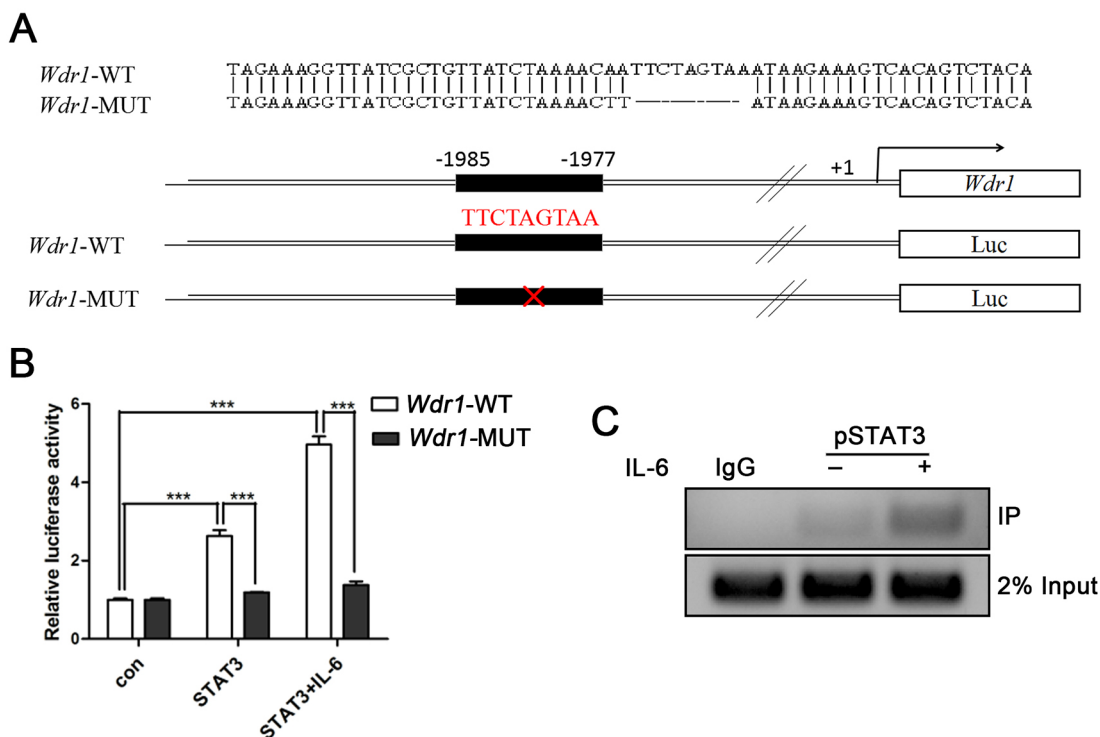 A
Wdr1-WT TAGAAAGGTTATCGCTGTTATCTAAAACAATTCTAGTAAATAAGAAAGTCACAGTCTACA
Wdr1-MUT TAGAAAGGTTATCGCTGTTATCTAAAACTT—-—-—-—-—ATAAGAAAGTCACAGTCTACA
-1985 -1977 +1
Wdr1
TTCTAGTAA
Wdr1-WT Luc
Wdr1-MUT Luc
B
Relative luciferase activity
6
4
2
0
***
***
***
***
Wdr1-WT
Wdr1-MUT
con
STAT3
STAT3+IL-6
C
pSTAT3
IL-6 IgG – +
IP
2% Input